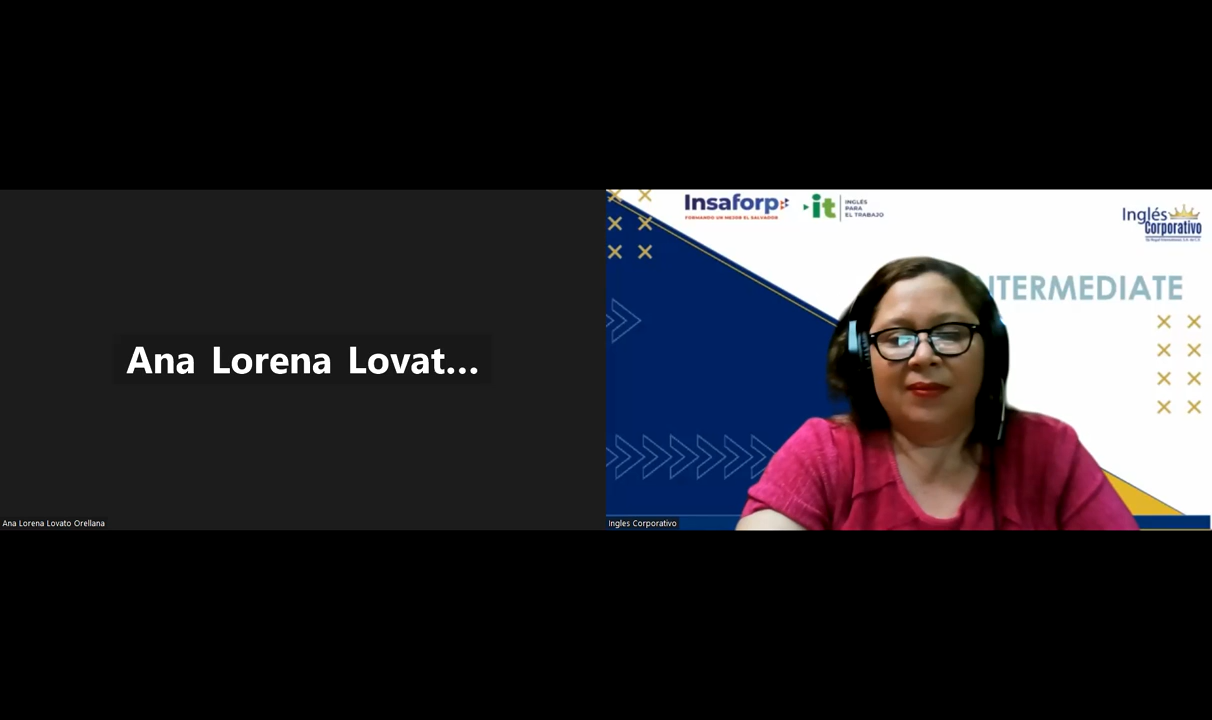 Insaforp
FORMANDO UN MEJOR EL SALVADOR
it
INGLÉS
PARA
EL TRABAJO
Inglés
Corporativo
NTERMEDIATE
Ana Lorena Lovat...
Ana Lorena Lovato Orellana
Ingles Corporativo